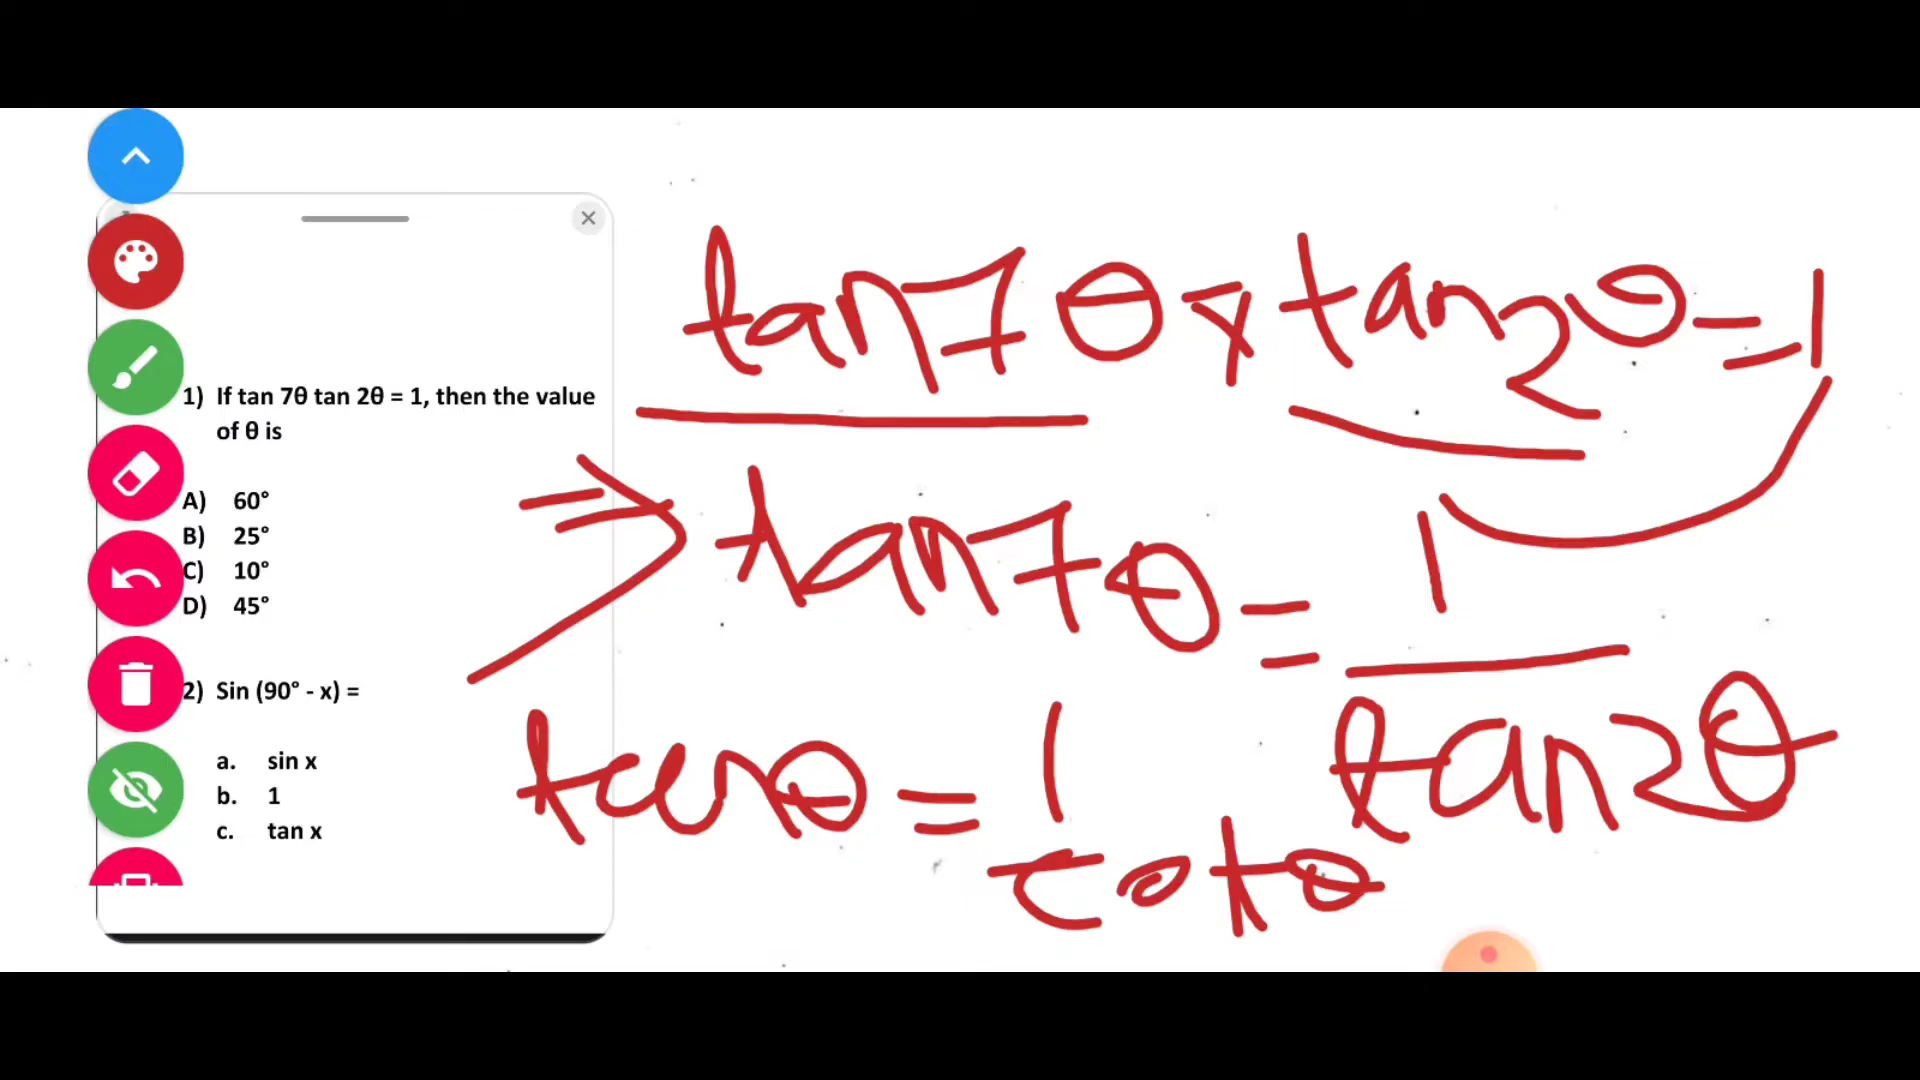 1) If tan 7θ tan 2θ = 1, then the value
of θ is
A) 60°
B) 25°
C) 10°
D) 45°
2) Sin (90° - x) =
a. sin x
b. 1
c. tan x
tan7θ × tan2θ = 1
⇒ tan7θ = 1
tan2θ
tanθ = 1
cotθ